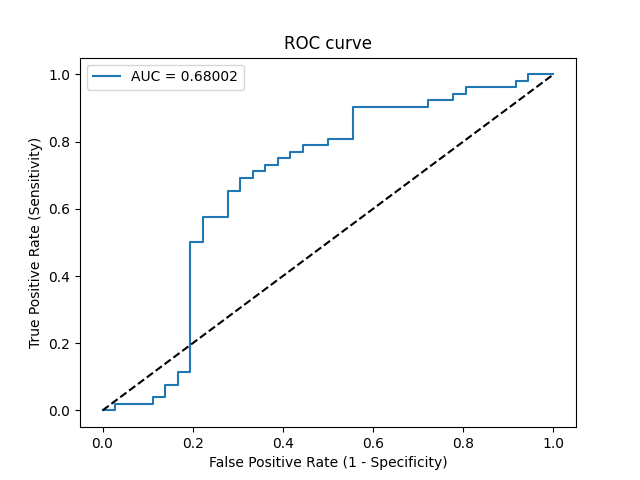 ROC curve
AUC = 0.68002
True Positive Rate (Sensitivity)
1.0
0.8
0.6
0.4
0.2
0.0
0.0 0.2 0.4 0.6 0.8 1.0
False Positive Rate (1 - Specificity)